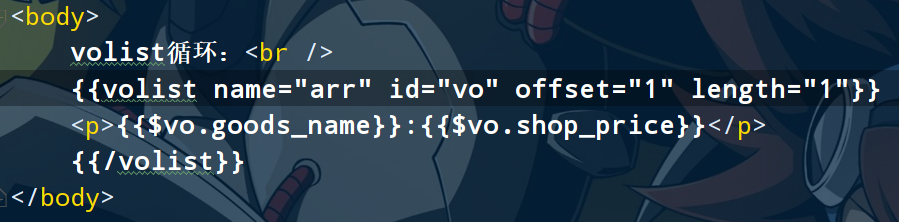 <body>
volist循环：<br />
{{volist name="arr" id="vo" offset="1" length="1"}}
<p>{{$vo.goods_name}}:{{$vo.shop_price}}</p>
{{/volist}}
</body>